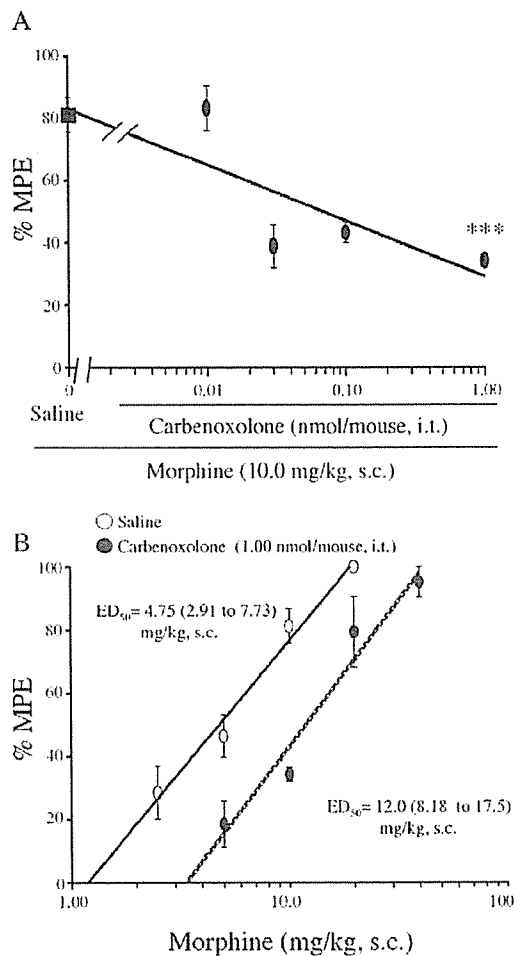 A
100
80
60
40
20
0
% MPE
***
0 0.01 0.10 1.00
Saline
Carbenoxolone (nmol/mouse, i.t.)
Morphine (10.0 mg/kg, s.c.)
Saline
B
Carbenoxolone (1.00 nmol/mouse, i.t.)
100
80
60
40
20
0
% MPE
ED50= 4.75 (2.91 to 7.73)
mg/kg, s.c.
ED50= 12.0 (8.18 to 17.5)
mg/kg, s.c.
1.00 10.0 100
Morphine (mg/kg, s.c.)